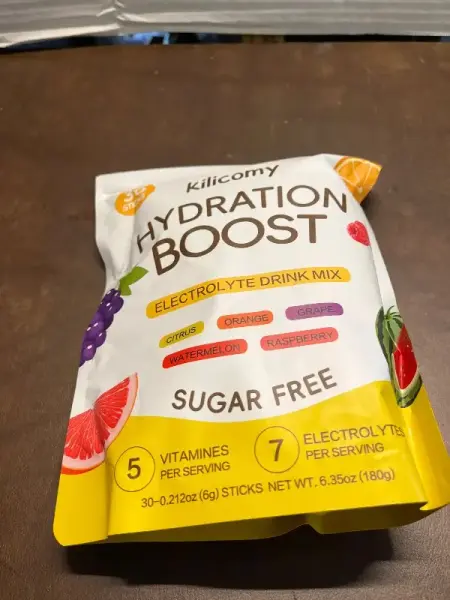 kilicomy
30
HYDRATION
BOOST
ELECTROLYTE DRINK MIX
CITRUS ORANGE GRAPE
WATERMELON RASPBERRY
SUGAR FREE
5 VITAMINES
PER SERVING
7 ELECTROLYTES
PER SERVING
30-0.212oz (6g) STICKS NET WT. 6.35oz (180g)